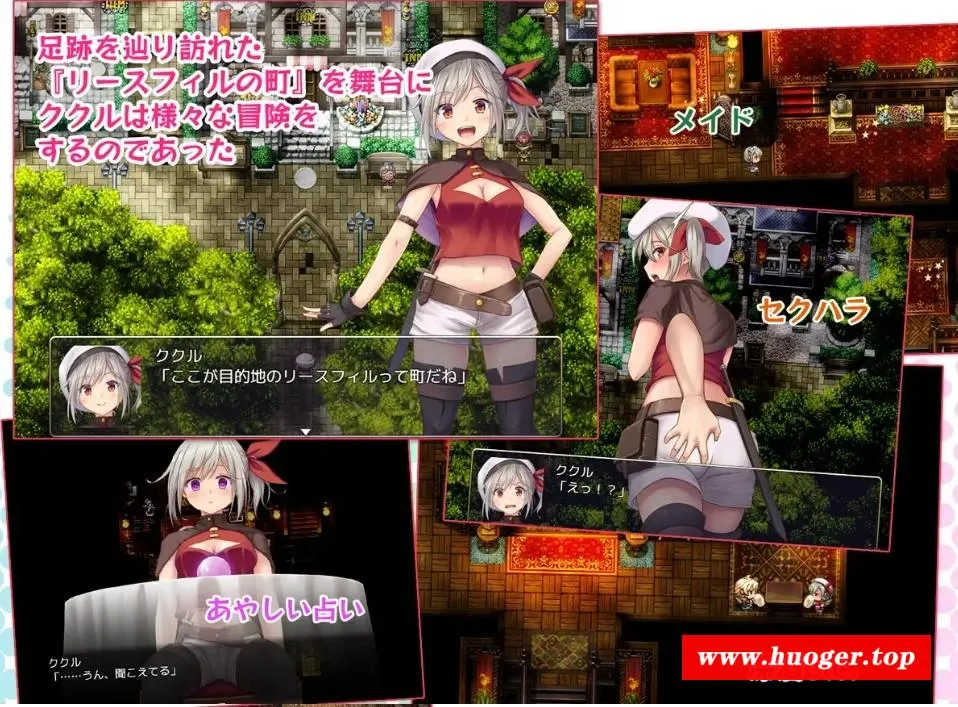 足跡を辿り訪れた
『リースフィルの町』を舞台に
ククルは様々な冒険を
するのであった
ククル
「ここが目的地のリースフィルって町だね」
メイド
セクハラ
ククル
「えっ！？」
あやしい占い
ククル
「……うん、聞こえてる」
www.huoger.top